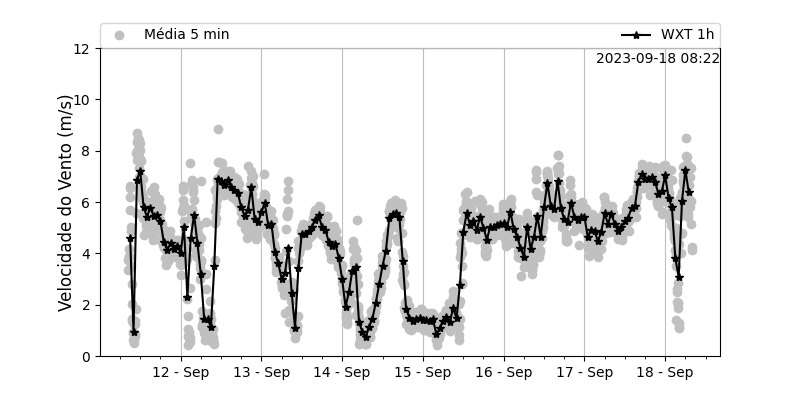 Média 5 min
WXT 1h
2023-09-18 08:22
Velocidade do Vento (m/s)
12
10
8
6
4
2
0
12 - Sep
13 - Sep
14 - Sep
15 - Sep
16 - Sep
17 - Sep
18 - Sep